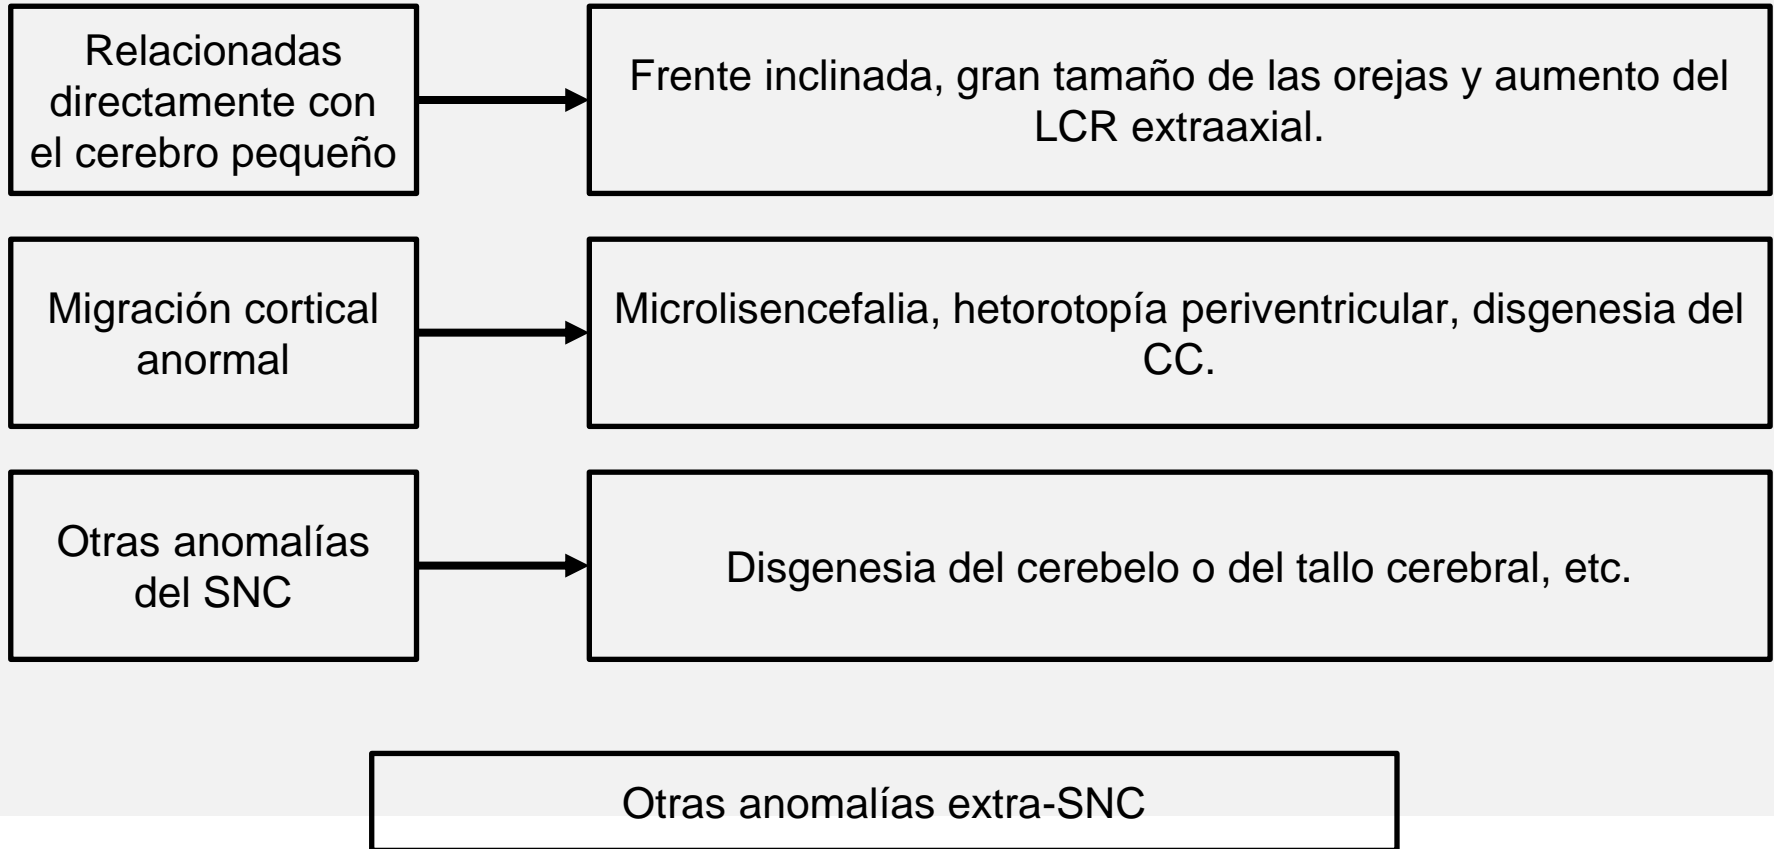 Relacionadas
directamente con
el cerebro pequeño
Frente inclinada, gran tamaño de las orejas y aumento del
LCR extraaxial.
Migración cortical
anormal
Microlisencefalia, hetorotopía periventricular, disgenesia del
CC.
Otras anomalías
del SNC
Disgenesia del cerebelo o del tallo cerebral, etc.
Otras anomalías extra-SNC